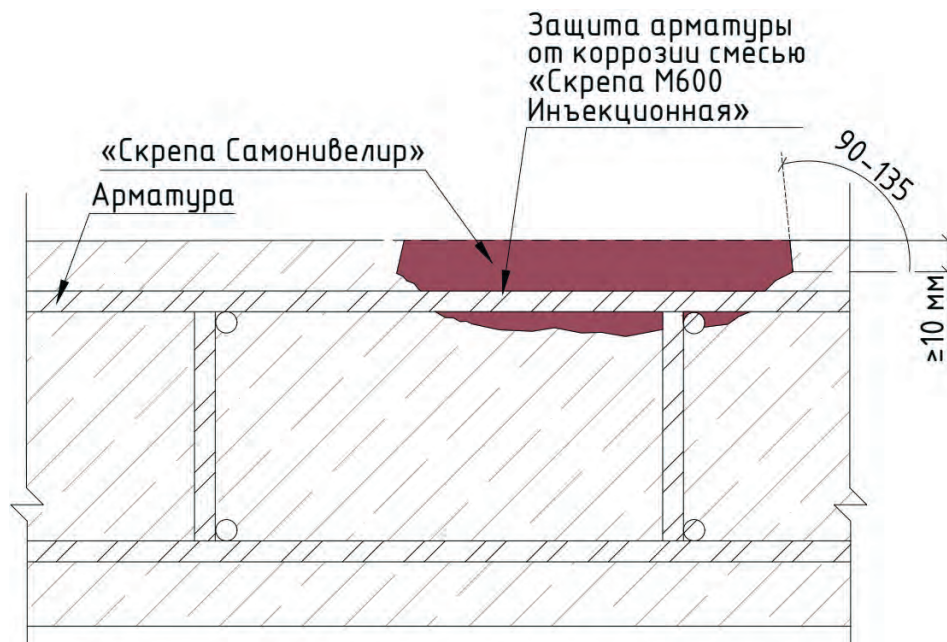 Защита арматуры
от коррозии смесью
«Скрепа М600
Инъекционная»
«Скрепа Самонивелир»
Арматура
90-135
≥10 мм